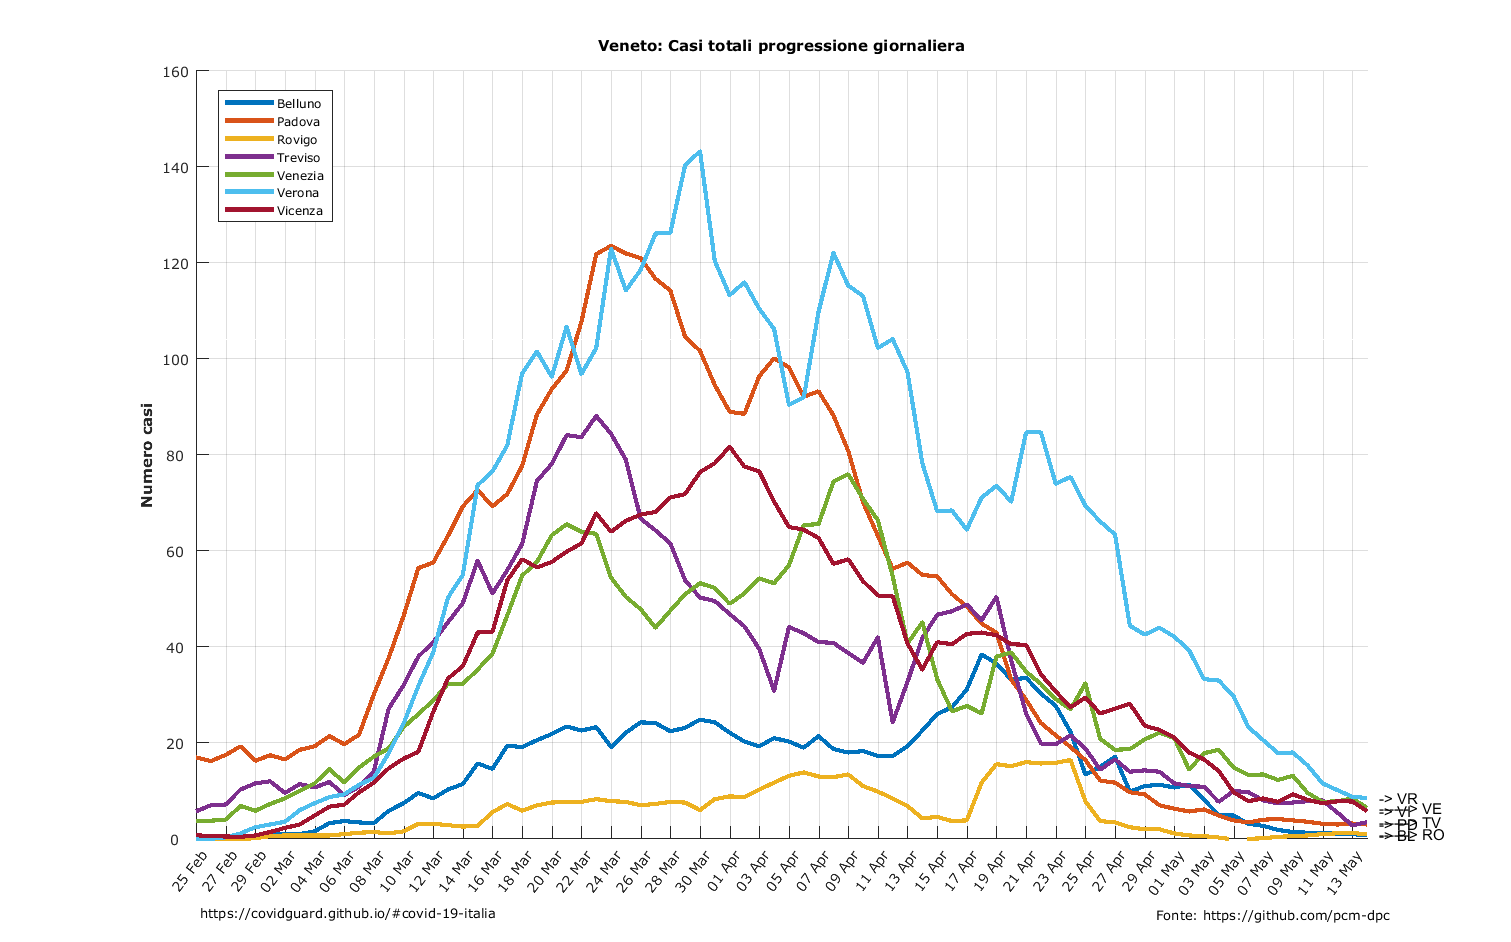 Veneto: Casi totali progressione giornaliera
Numero casi
160
140
120
100
80
60
40
20
0
Belluno
Padova
Rovigo
Treviso
Venezia
Verona
Vicenza
25 Feb
27 Feb
29 Feb
02 Mar
04 Mar
06 Mar
08 Mar
10 Mar
12 Mar
14 Mar
16 Mar
18 Mar
20 Mar
22 Mar
24 Mar
26 Mar
28 Mar
30 Mar
01 Apr
03 Apr
05 Apr
07 Apr
09 Apr
11 Apr
13 Apr
15 Apr
17 Apr
19 Apr
21 Apr
23 Apr
25 Apr
27 Apr
29 Apr
01 May
03 May
05 May
07 May
09 May
11 May
13 May
-> VR
VE
TV
RO
https://covidguard.github.io/#covid-19-italia
Fonte: https://github.com/pcm-dpc